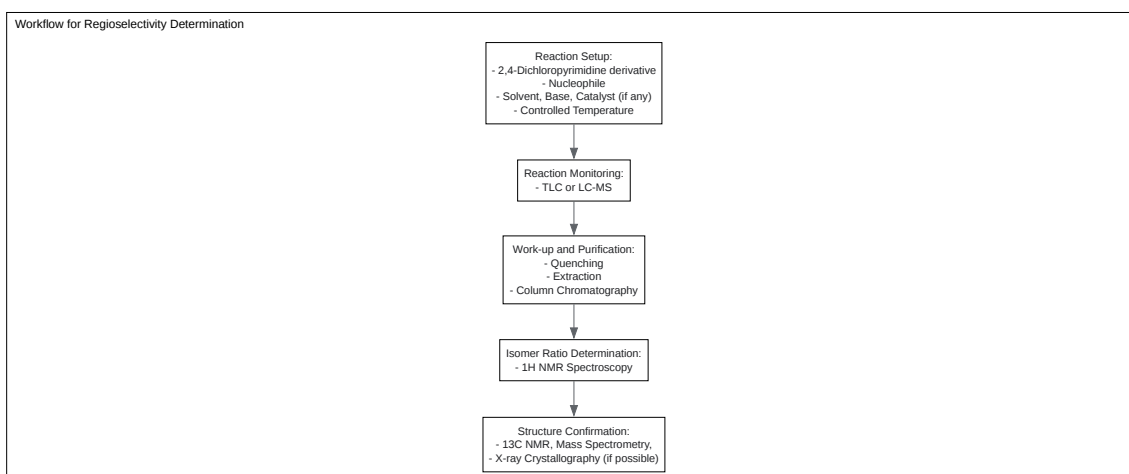 Workflow for Regioselectivity Determination
Reaction Setup:
- 2,4-Dichloropyrimidine derivative
- Nucleophile
- Solvent, Base, Catalyst (if any)
- Controlled Temperature
Reaction Monitoring:
- TLC or LC-MS
Work-up and Purification:
- Quenching
- Extraction
- Column Chromatography
Isomer Ratio Determination:
- 1H NMR Spectroscopy
Structure Confirmation:
- 13C NMR, Mass Spectrometry,
- X-ray Crystallography (if possible)